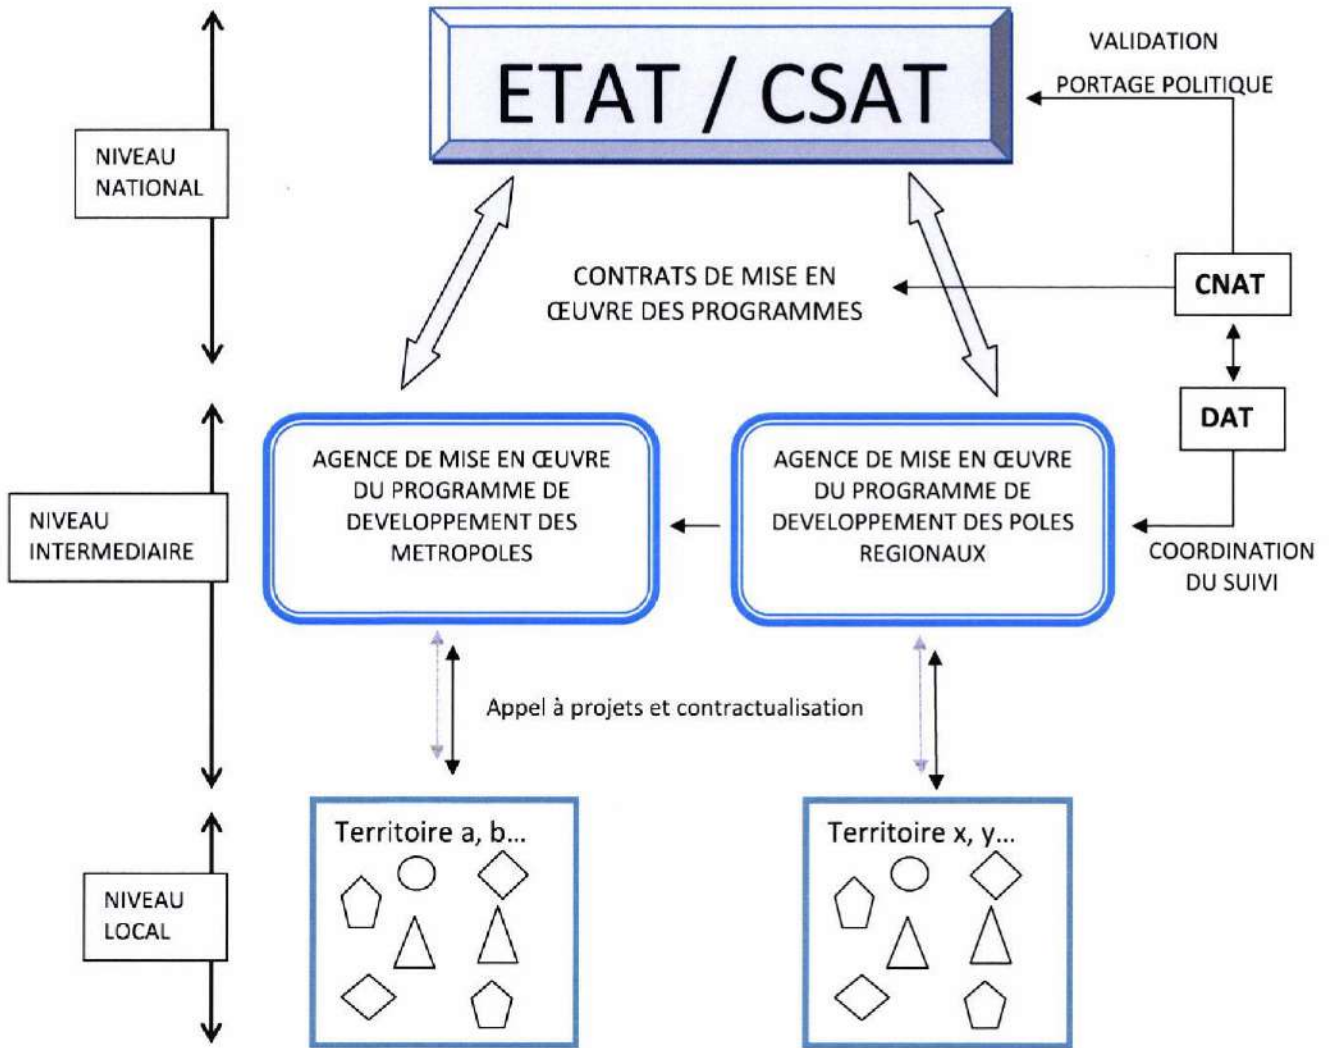 ETAT / CSAT
VALIDATION
PORTAGE POLITIQUE
NIVEAU
NATIONAL
CONTRATS DE MISE EN
ŒUVRE DES PROGRAMMES
CNAT
DAT
AGENCE DE MISE EN ŒUVRE
DU PROGRAMME DE
DEVELOPPEMENT DES
METROPOLES
AGENCE DE MISE EN ŒUVRE
DU PROGRAMME DE
DEVELOPPEMENT DES POLES
REGIONAUX
NIVEAU
INTERMEDIAIRE
COORDINATION
DU SUIVI
Appel à projets et contractualisation
Territoire a, b...
Territoire x, y...
NIVEAU
LOCAL